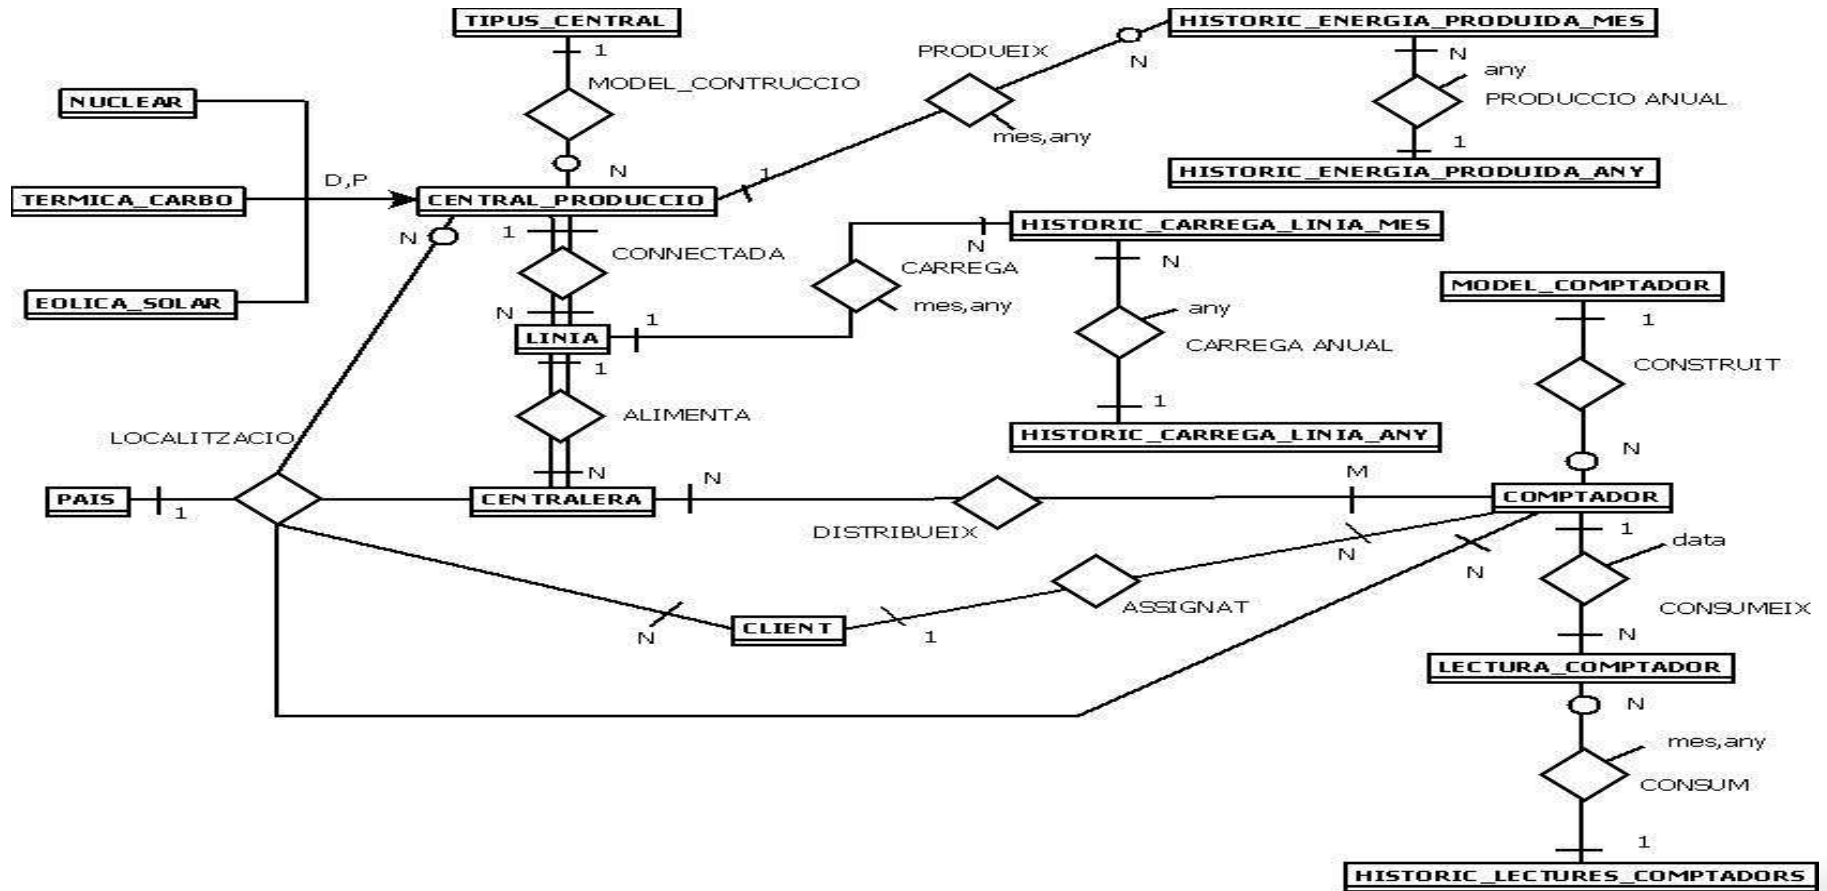 TIPUS_CENTRAL
1
MODEL_CONTRUCCIO
N
PRODUEIX
N
mes,any
1
HISTORIC_ENERGIA_PRODUIDA_MES
N
any
PRODUCCIO ANUAL
1
HISTORIC_ENERGIA_PRODUIDA_ANY
NUCLEAR
TERMICA_CARBO
D,P
EOLICA_SOLAR
CENTRAL_PRODUCCIO
N
1
CONNECTADA
N
LINIA
1
1
ALIMENTA
N
CARREGA
mes,any
N
HISTORIC_CARREGA_LINIA_MES
N
any
CARREGA ANUAL
1
HISTORIC_CARREGA_LINIA_ANY
MODEL_COMPTADOR
1
CONSTRUIT
N
LOCALITZACIO
PAIS
1
CENTRALERA
N
DISTRIBUEIX
M
COMPTADOR
N
N
ASSIGNAT
1
CLIENT
N
1
data
CONSUMEIX
N
LECTURA_COMPTADOR
N
mes,any
CONSUM
1
HISTORIC_LECTURES_COMPTADORS